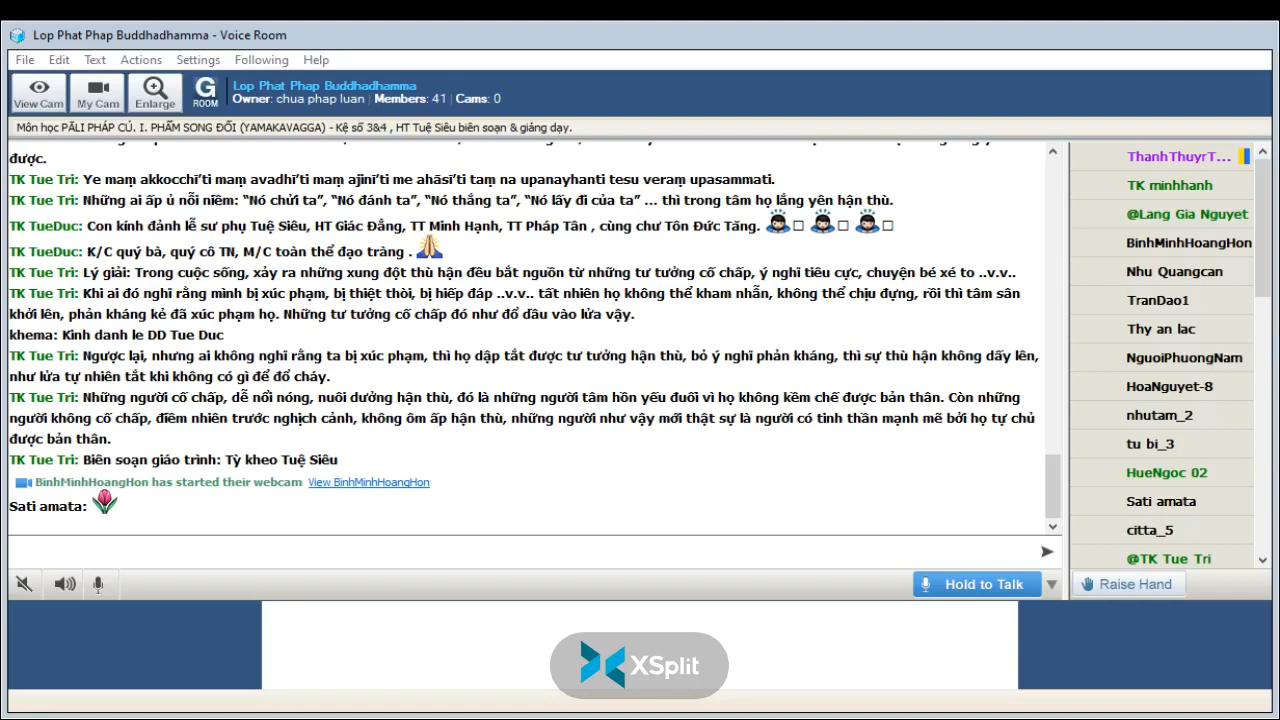 Lop Phat Phap Buddhadhamma - Voice Room
File Edit Text Actions Settings Following Help
View Cam My Cam Enlarge G ROOM
Lop Phat Phap Buddhadhamma
Owner: chua phap luan | Members: 41 | Cams: 0
Môn học PĀLI PHÁP CÚ. I. PHẨM SONG ĐỐI (YAMAKAVAGGA) - Kệ số 3&4 , HT Tuệ Siêu biên soạn & giảng dạy.
được.
TK Tue Tri: Ye maṃ akkocchi’ti maṃ avadhi’ti maṃ ajini’ti me ahāsi’ti taṃ na upanayhanti tesu veraṃ upasammati.
TK Tue Tri: Những ai ấp ủ nỗi niềm: “Nó chửi ta”, “Nó đánh ta”, “Nó thắng ta”, “Nó lấy đi của ta” ... thì trong tâm họ lắng yên hận thù.
TK TueDuc: Con kính đảnh lễ sư phụ Tuệ Siêu, HT Giác Đẳng, TT Minh Hạnh, TT Pháp Tân , cùng chư Tôn Đức Tăng.
TK TueDuc: K/C quý bà, quý cô TN, M/C toàn thể đạo tràng .
TK Tue Tri: Lý giải: Trong cuộc sống, xảy ra những xung đột thù hận đều bắt nguồn từ những tư tưởng cố chấp, ý nghĩ tiêu cực, chuyện bé xé to ..v.v..
TK Tue Tri: Khi ai đó nghĩ rằng mình bị xúc phạm, bị thiệt thòi, bị hiếp đáp ..v.v.. tất nhiên họ không thể kham nhẫn, không thể chịu đựng, rồi thì tâm sân
khởi lên, phản kháng kẻ đã xúc phạm họ. Những tư tưởng cố chấp đó như đổ dầu vào lửa vậy.
khema: Kinh danh le DD Tue Duc
TK Tue Tri: Ngược lại, nhưng ai không nghĩ rằng ta bị xúc phạm, thì họ dập tắt được tư tưởng hận thù, bỏ ý nghĩ phản kháng, thì sự thù hận không dấy lên,
như lửa tự nhiên tắt khi không có gì để đổ cháy.
TK Tue Tri: Những người cố chấp, dễ nổi nóng, nuôi dưỡng hận thù, đó là những người tâm hồn yếu đuối vì họ không kềm chế được bản thân. Còn những
người không cố chấp, điềm nhiên trước nghịch cảnh, không ôm ấp hận thù, những người như vậy mới thật sự là người có tinh thần mạnh mẽ bởi họ tự chủ
được bản thân.
TK Tue Tri: Biên soạn giáo trình: Tỳ kheo Tuệ Siêu
BinhMinhHoangHon has started their webcam View BinhMinhHoangHon
Sati amata:
Hold to Talk
ThanhThuyrT...
TK minhhanh
@Lang Gia Nguyet
BinhMinhHoangHon
Nhu Quangcan
TranDao1
Thy an lac
NguoiPhuongNam
HoaNguyet-8
nhutam_2
tu bi_3
HueNgoc 02
Sati amata
citta_5
@TK Tue Tri
Raise Hand
XSplit